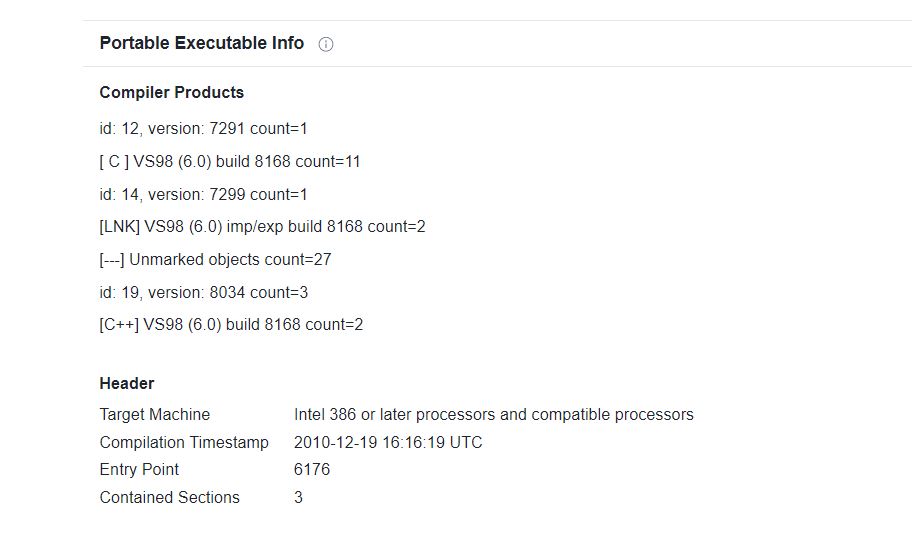 Portable Executable Info
Compiler Products
id: 12, version: 7291 count=1
[ C ] VS98 (6.0) build 8168 count=11
id: 14, version: 7299 count=1
[LNK] VS98 (6.0) imp/exp build 8168 count=2
[---] Unmarked objects count=27
id: 19, version: 8034 count=3
[C++] VS98 (6.0) build 8168 count=2
Header
Target Machine Intel 386 or later processors and compatible processors
Compilation Timestamp 2010-12-19 16:16:19 UTC
Entry Point 6176
Contained Sections 3